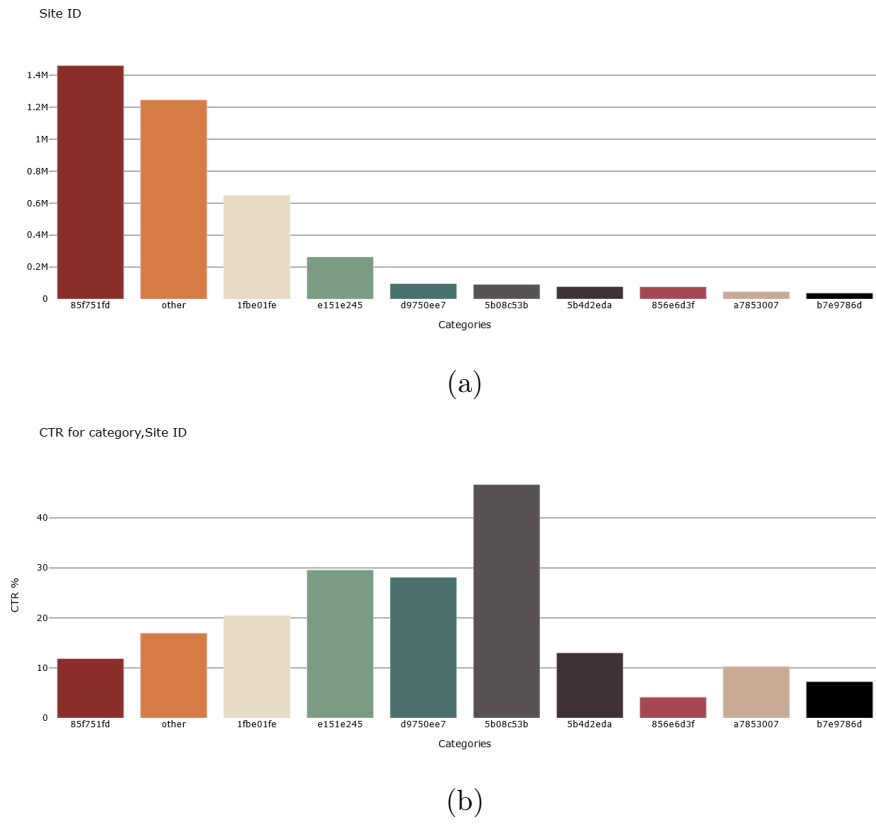 Site ID
1.4M
1.2M
1M
0.8M
0.6M
0.4M
0.2M
0
85f751fd other 1fbe01fe e151e245 d9750ee7 5b08c53b 5b4d2eda 856e6d3f a7853007 b7e9786d
Categories
(a)
CTR for category,Site ID
40
30
20
10
0
CTR %
85f751fd other 1fbe01fe e151e245 d9750ee7 5b08c53b 5b4d2eda 856e6d3f a7853007 b7e9786d
Categories
(b)